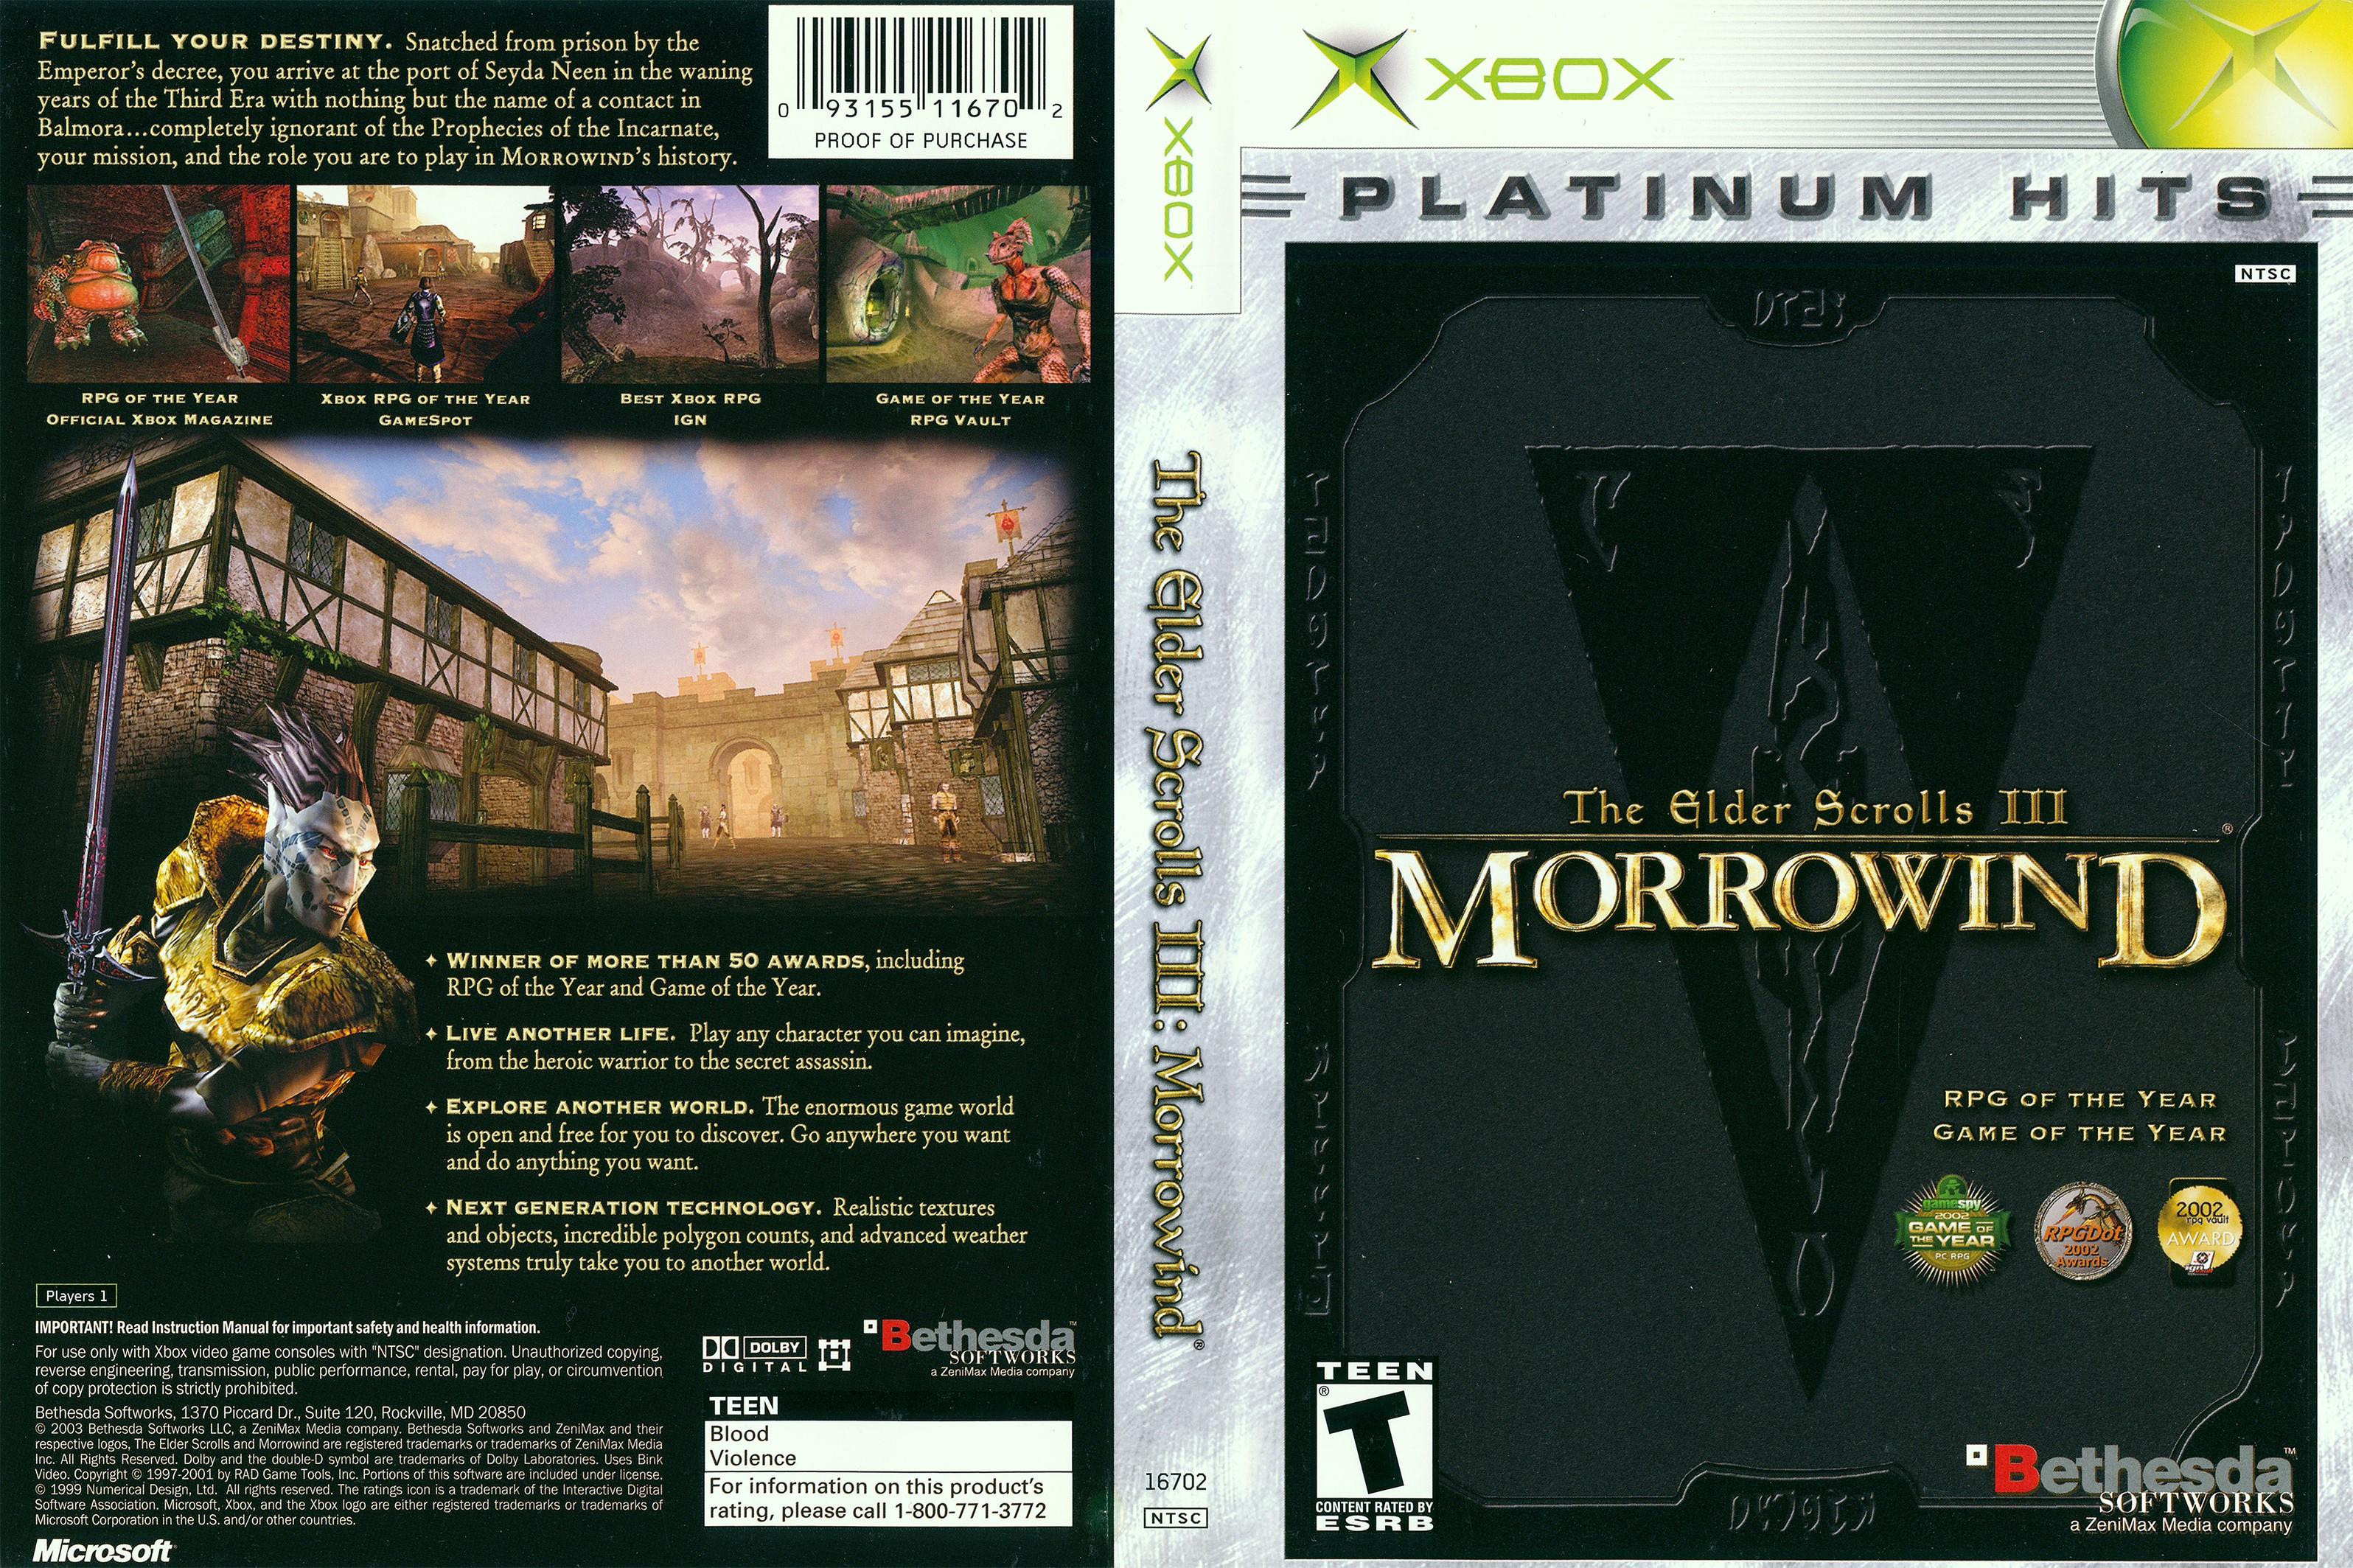 FULFILL YOUR DESTINY. Snatched from prison by the
Emperor's decree, you arrive at the port of Seyda Neen in the waning
years of the Third Era with nothing but the name of a contact in
Balmora...completely ignorant of the Prophecies of the Incarnate,
your mission, and the role you are to play in MORROWIND's history.
0 93155 11670 2
PROOF OF PURCHASE
RPG OF THE YEAR
OFFICIAL XBOX MAGAZINE
XBOX RPG OF THE YEAR
GAMESPOT
BEST XBOX RPG
IGN
GAME OF THE YEAR
RPG VAULT
WINNER OF MORE THAN 50 AWARDS, including
RPG of the Year and Game of the Year.
LIVE ANOTHER LIFE. Play any character you can imagine,
from the heroic warrior to the secret assassin.
EXPLORE ANOTHER WORLD. The enormous game world
is open and free for you to discover. Go anywhere you want
and do anything you want.
NEXT GENERATION TECHNOLOGY. Realistic textures
and objects, incredible polygon counts, and advanced weather
systems truly take you to another world.
Players 1
IMPORTANT! Read Instruction Manual for important safety and health information.
For use only with Xbox video game consoles with "NTSC" designation. Unauthorized copying,
reverse engineering, transmission, public performance, rental, pay for play, or circumvention
of copy protection is strictly prohibited.
Bethesda Softworks, 1370 Piccard Dr., Suite 120, Rockville, MD 20850
© 2003 Bethesda Softworks LLC, a ZeniMax Media company. Bethesda Softworks and ZeniMax and their
respective logos, The Elder Scrolls and Morrowind are registered trademarks or trademarks of ZeniMax Media
Inc. All Rights Reserved. Dolby and the double-D symbol are trademarks of Dolby Laboratories. Uses Bink
Video. Copyright © 1997-2001 by RAD Game Tools, Inc. Portions of this software are included under license.
© 1999 Numerical Design, Ltd. All rights reserved. The ratings icon is a trademark of the Interactive Digital
Software Association. Microsoft, Xbox, and the Xbox logo are either registered trademarks or trademarks of
Microsoft Corporation in the U.S. and/or other countries.
Microsoft
DOLBY
DIGITAL
Bethesda™
SOFTWORKS
a ZeniMax Media company
TEEN
Blood
Violence
For information on this product's
rating, please call 1-800-771-3772
XBOX
The Elder Scrolls III: Morrowind®
16702
NTSC
XBOX™
PLATINUM HITS
NTSC
The Elder Scrolls III
MORROWIND®
RPG OF THE YEAR
GAME OF THE YEAR
gamespy
2002
GAME OF
THE YEAR
PC RPG
RPGDot
2002
Awards
2002
rpg vault
AWARD
ign
TEEN
T®
CONTENT RATED BY
ESRB
Bethesda™
SOFTWORKS
a ZeniMax Media company